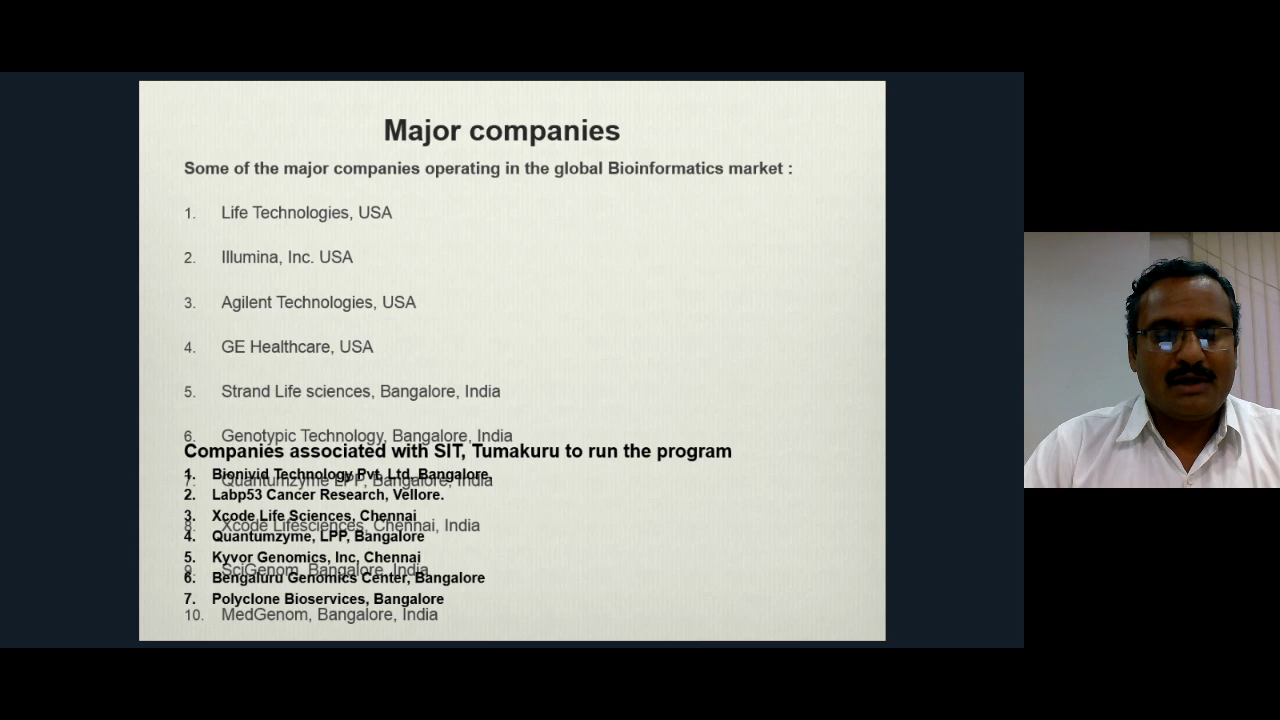 Major companies
Some of the major companies operating in the global Bioinformatics market :
1. Life Technologies, USA
2. Illumina, Inc. USA
3. Agilent Technologies, USA
4. GE Healthcare, USA
5. Strand Life sciences, Bangalore, India
6. Genotypic Technology, Bangalore, India
Companies associated with SIT, Tumakuru to run the program
1. Bionivid Technology Pvt. Ltd, Bangalore.
7. Quantumzyme LPP, Bangalore, India
2. Labp53 Cancer Research, Vellore.
3. Xcode Life Sciences, Chennai
8. Xcode Lifesciences, Chennai, India
4. Quantumzyme, LPP, Bangalore
5. Kyvor Genomics, Inc, Chennai
9. SciGenom, Bangalore, India
6. Bengaluru Genomics Center, Bangalore
7. Polyclone Bioservices, Bangalore
10. MedGenom, Bangalore, India